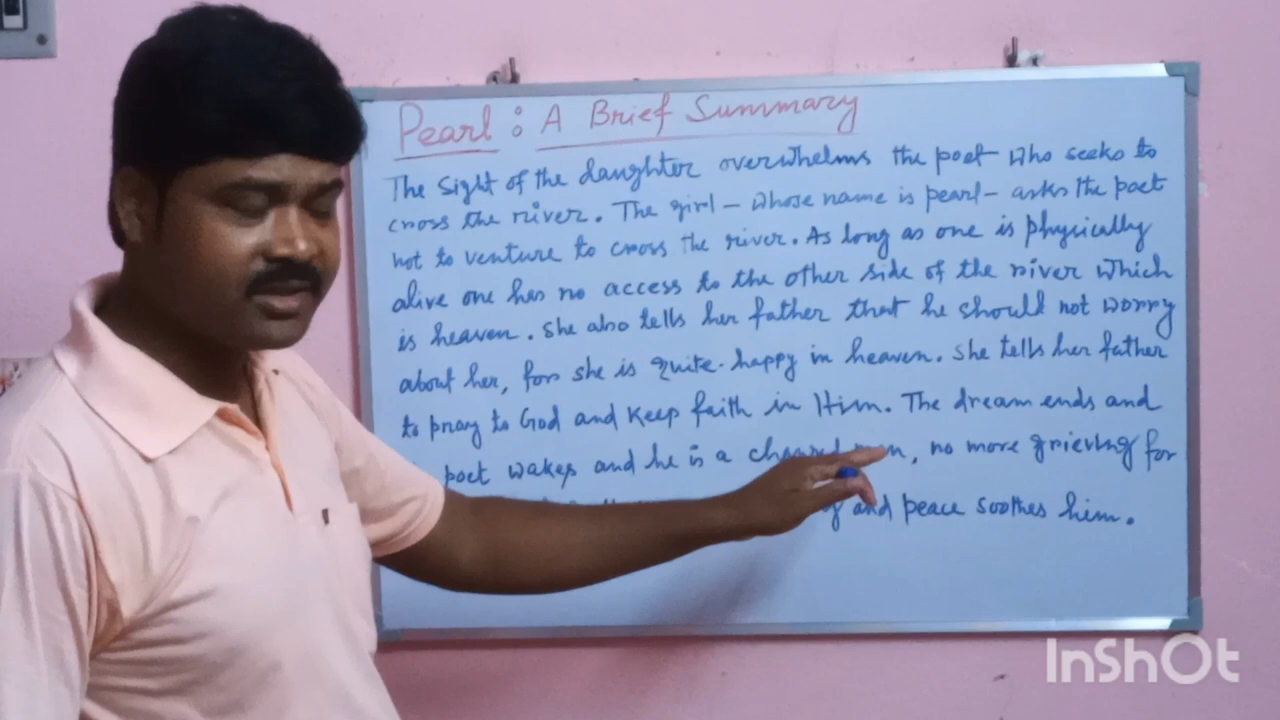 Pearl : A Brief Summary
The sight of the daughter overwhelms the poet who seeks to
cross the river. The girl - whose name is pearl - asks the poet
not to venture to cross the river. As long as one is physically
alive one has no access to the other side of the river which
is heaven. She also tells her father that he should not worry
about her, for she is quite happy in heaven. She tells her father
to pray to God and keep faith in Him. The dream ends and
poet wakes and he is a changed man, no more grieving for
and peace soothes him.
InShOt